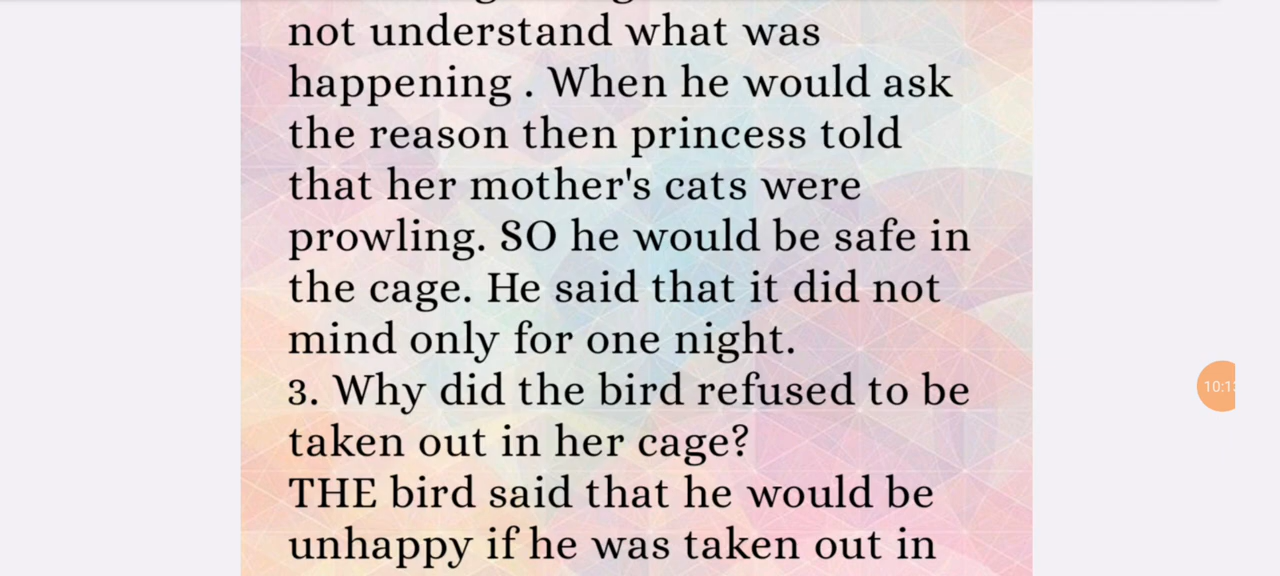 not understand what was
happening . When he would ask
the reason then princess told
that her mother's cats were
prowling. SO he would be safe in
the cage. He said that it did not
mind only for one night.
3. Why did the bird refused to be
taken out in her cage?
THE bird said that he would be
unhappy if he was taken out in